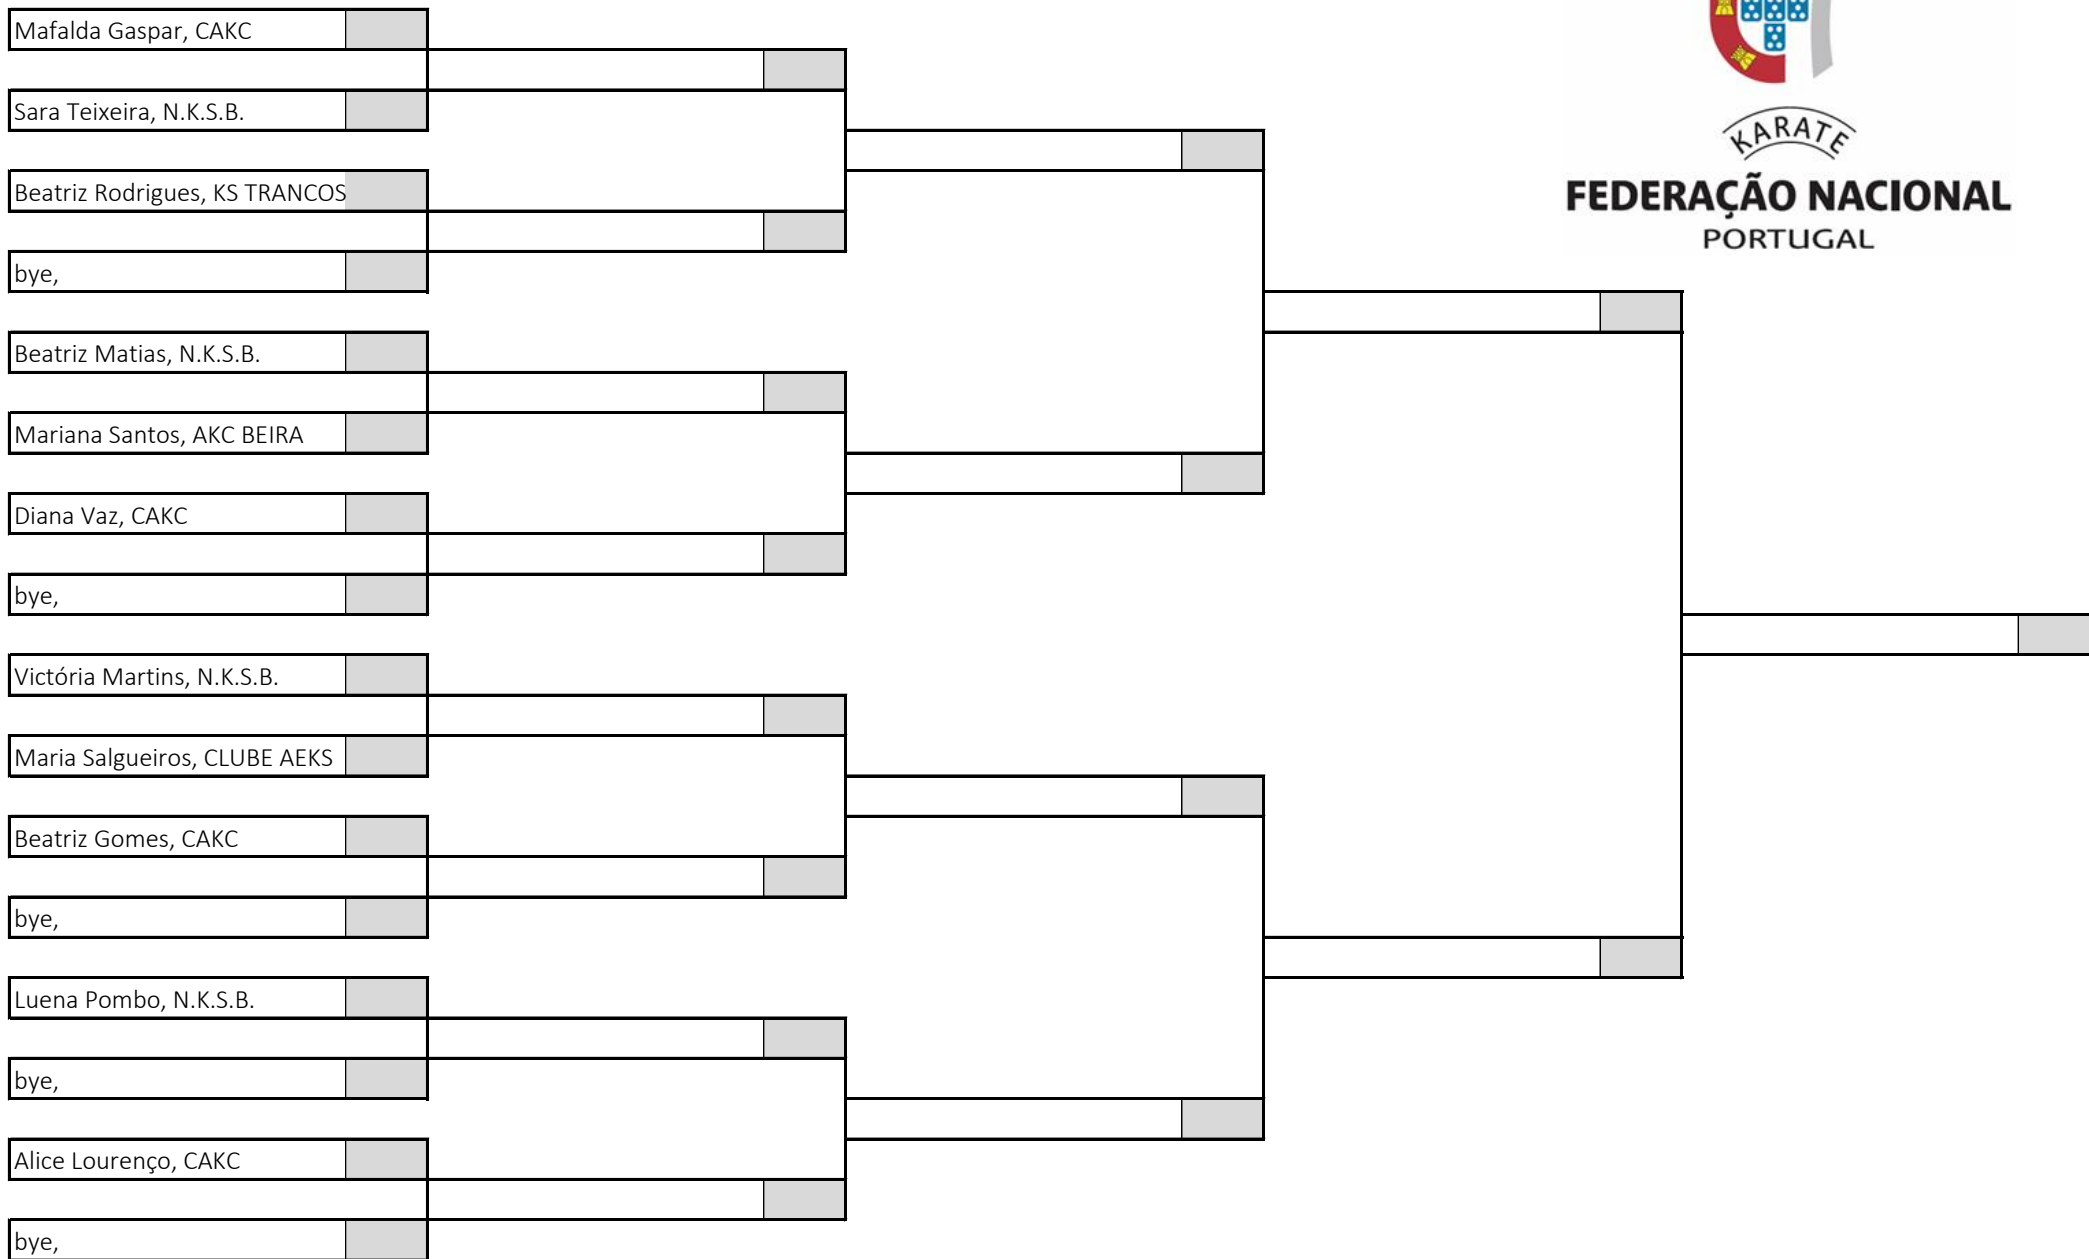 Mafalda Gaspar, CAKC
Sara Teixeira, N.K.S.B.
Beatriz Rodrigues, KS TRANCOS
bye,
Beatriz Matias, N.K.S.B.
Mariana Santos, AKC BEIRA
Diana Vaz, CAKC
bye,
Victória Martins, N.K.S.B.
Maria Salgueiros, CLUBE AEKS
Beatriz Gomes, CAKC
bye,
Luena Pombo, N.K.S.B.
bye,
Alice Lourenço, CAKC
bye,
KARATE
FEDERAÇÃO NACIONAL
PORTUGAL